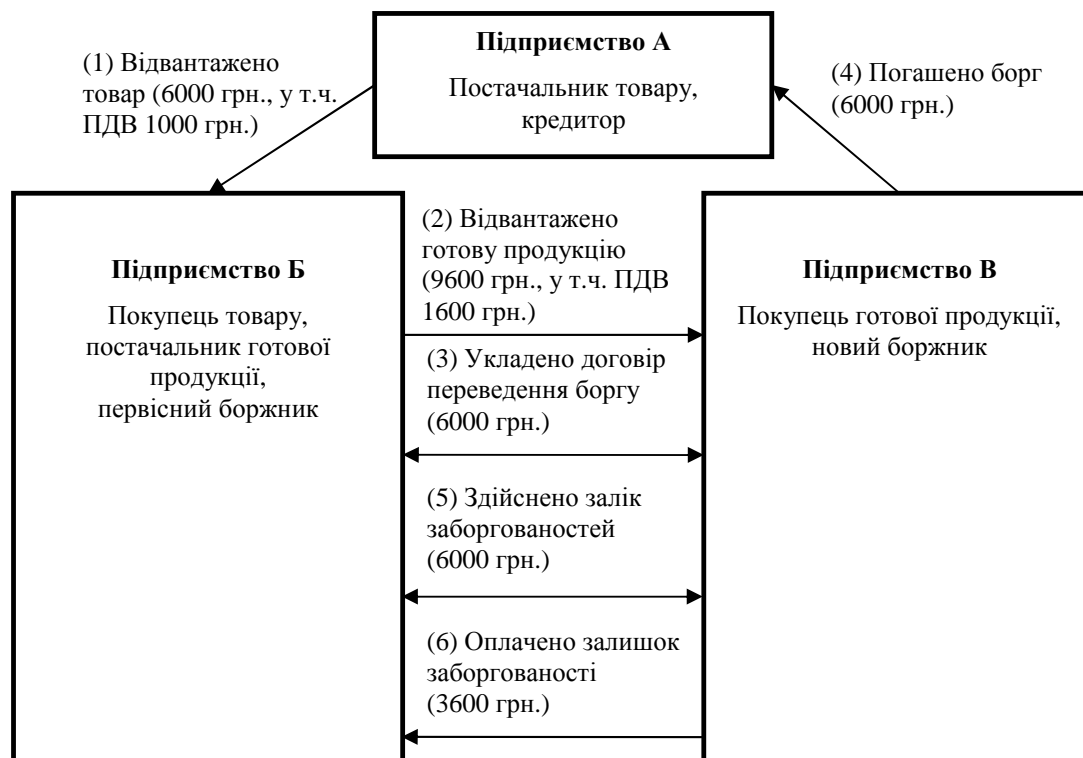 Підприємство А
Постачальник товару,
кредитор
(1) Відвантажено
товар (6000 грн., у т.ч.
ПДВ 1000 грн.)
(4) Погашено борг
(6000 грн.)
Підприємство Б
Покупець товару,
постачальник готової
продукції,
первісний боржник
(2) Відвантажено
готову продукцію
(9600 грн., у т.ч. ПДВ
1600 грн.)
(3) Укладено договір
переведення боргу
(6000 грн.)
(5) Здійснено залік
заборгованостей
(6000 грн.)
(6) Оплачено залишок
заборгованості
(3600 грн.)
Підприємство В
Покупець готової продукції,
новий боржник